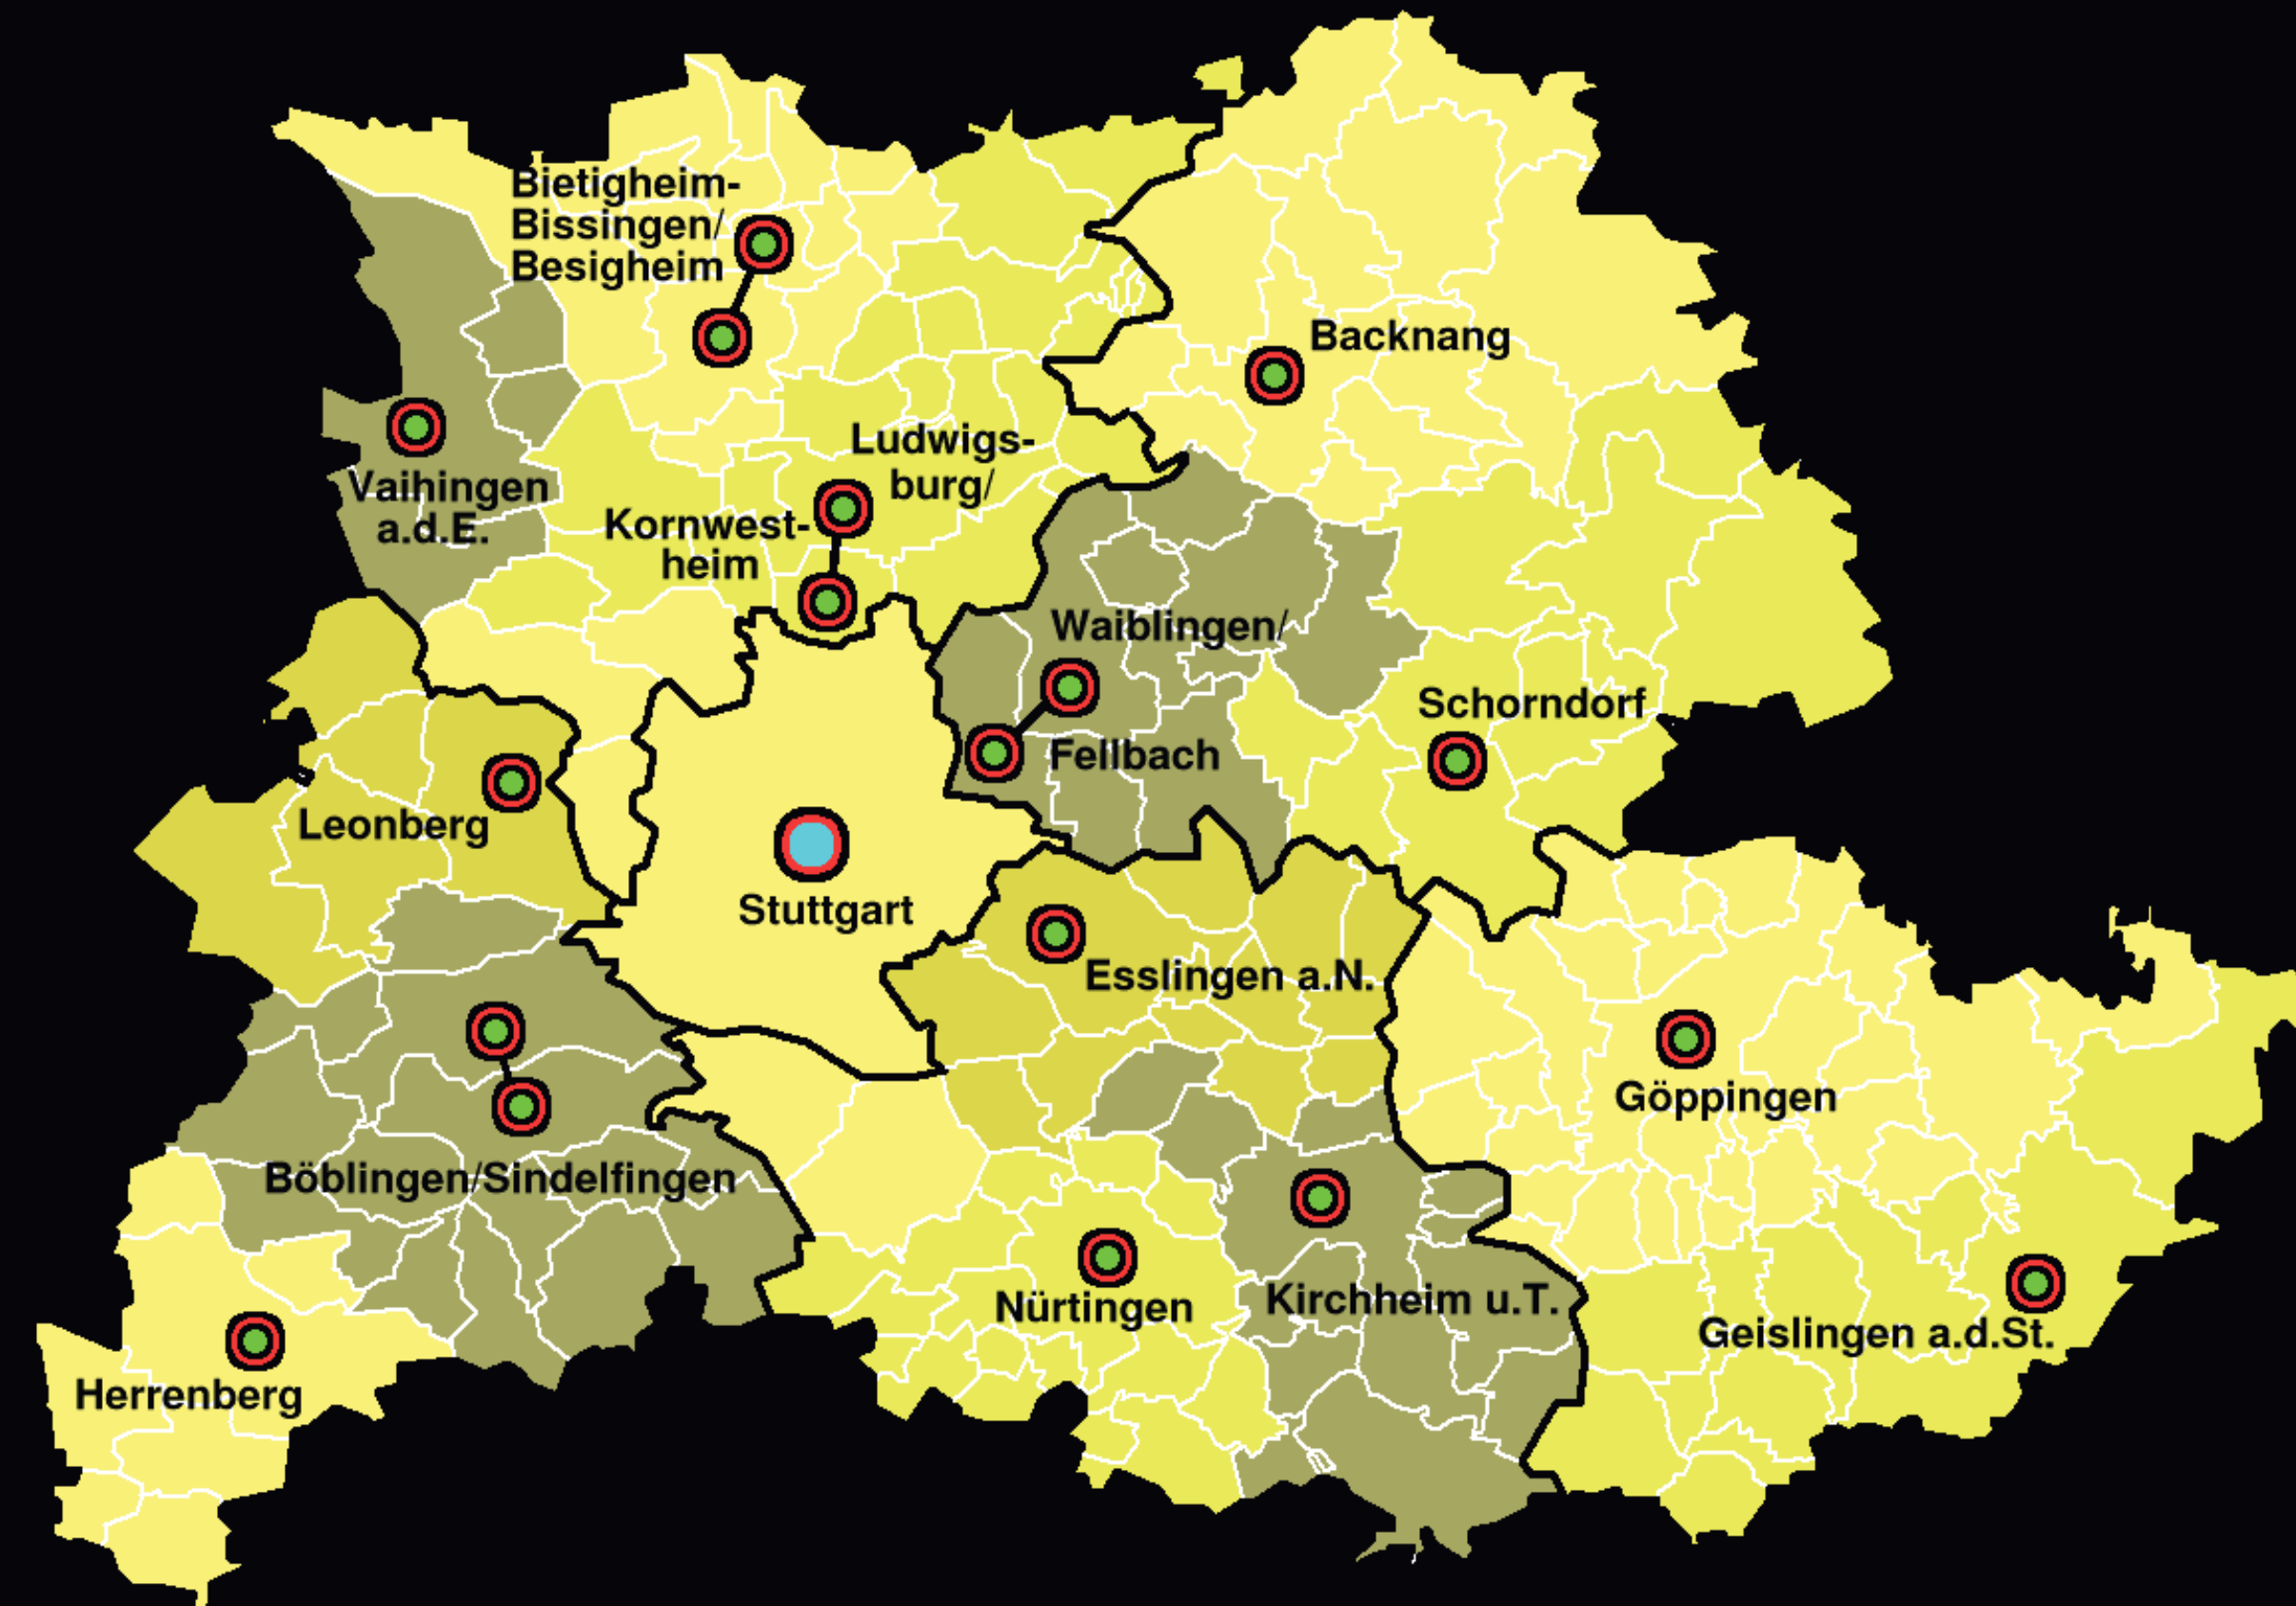 Bietigheim-
Bissingen/
Besigheim
Backnang
Ludwigs-
burg/
Vaihingen
a.d.E.
Kornwest-
heim
Waiblingen/
Schorndorf
Fellbach
Leonberg
Stuttgart
Esslingen a.N.
Göppingen
Böblingen/Sindelfingen
Nürtingen
Kirchheim u.T.
Geislingen a.d.St.
Herrenberg